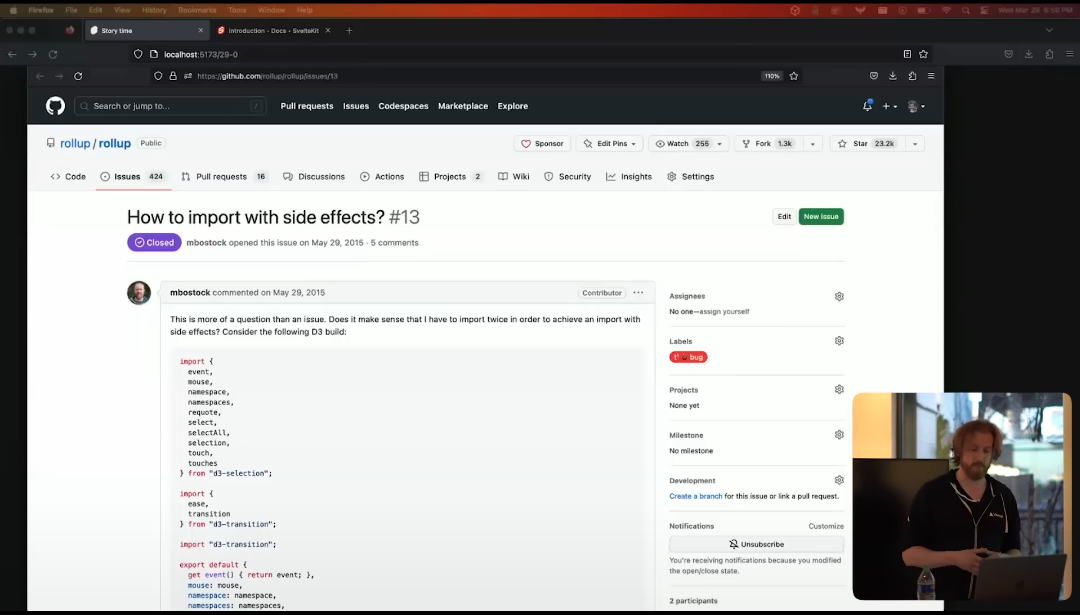 Firefox File Edit View History Bookmarks Tools Window Help
Wed Mar 29 6:58 PM
Story time
Introduction • Docs • SvelteKit
localhost:5173/29-0
https://github.com/rollup/rollup/issues/13
110%
Search or jump to...
/
Pull requests Issues Codespaces Marketplace Explore
rollup / rollup Public
Sponsor
Edit Pins
Watch 255
Fork 1.3k
Star 23.2k
Code
Issues 424
Pull requests 16
Discussions
Actions
Projects 2
Wiki
Security
Insights
Settings
How to import with side effects? #13
Edit
New issue
Closed
mbostock opened this issue on May 29, 2015 · 5 comments
mbostock commented on May 29, 2015
Contributor
This is more of a question than an issue. Does it make sense that I have to import twice in order to achieve an import with
side effects? Consider the following D3 build:
import {
event,
mouse,
namespace,
namespaces,
requote,
select,
selectAll,
selection,
touch,
touches
} from "d3-selection";
import {
ease,
transition
} from "d3-transition";
import "d3-transition";
export default {
get event() { return event; },
mouse: mouse,
namespace: namespace,
namespaces: namespaces,
Assignees
No one—assign yourself
Labels
bug
Projects
None yet
Milestone
No milestone
Development
Create a branch for this issue or link a pull request.
Notifications
Customize
Unsubscribe
You're receiving notifications because you modified
the open/close state.
2 participants